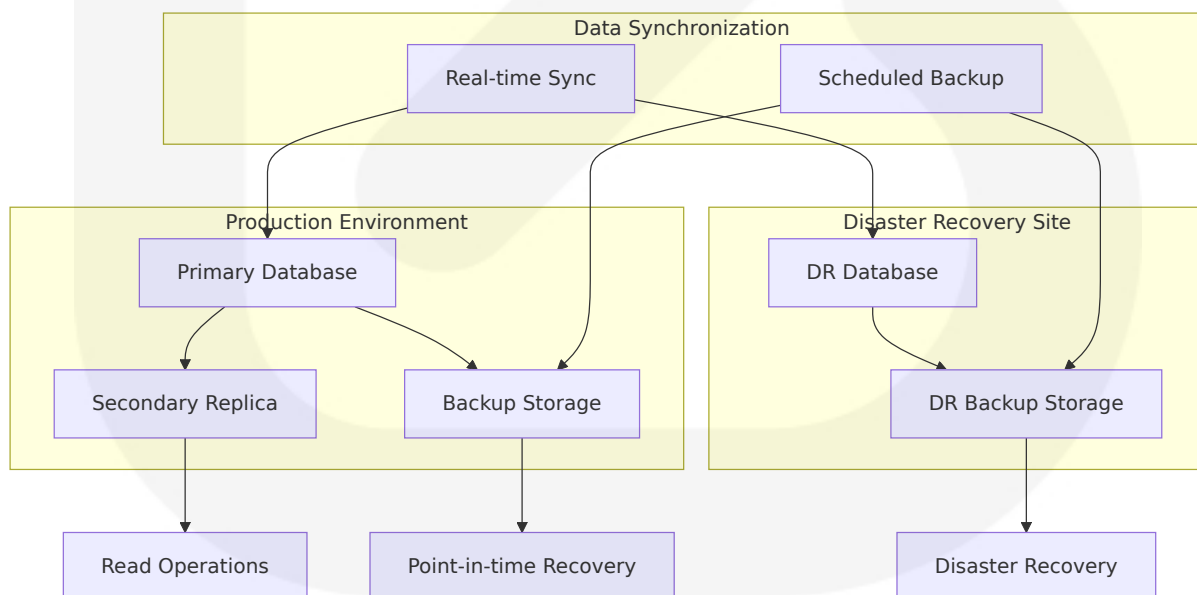 Data Synchronization
Real-time Sync
Scheduled Backup
Production Environment
Disaster Recovery Site
Primary Database
DR Database
Secondary Replica
Backup Storage
DR Backup Storage
Read Operations
Point-in-time Recovery
Disaster Recovery